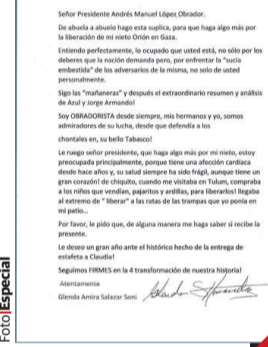 Señor Presidente Andrés Manuel López Obrador.
De abuela a abuelo hago esta suplica, para que haga algo más por
la liberación de mi nieto Orión en Gaza.
Entiendo perfectamente, lo ocupado que usted está, no sólo por los
deberes que la nación demanda pero, por enfrentar la "sucia
embestida" de los adversarios de la misma, no solo de usted
personalmente.
Sigo las "mañaneras" y después el extraordinario resumen y análisis
de Azul y Jorge Armando!
Soy OBRADORISTA desde siempre, mis hermanos y yo, somos
admiradores de su lucha, desde que defendía a los
chontales en, su bello Tabasco!
Le ruego señor presidente, que haga algo más por mi nieto, estoy
preocupada principalmente, porque tiene una afección cardíaca
desde hace años y, su salud siempre ha sido frágil, aunque tiene un
gran corazón! de chiquito, cuando me visitaba en Tulum, compraba
a los niños que vendían, pajaritos y ardillas, para liberarlos! llegaba
al extremo de " liberar" a las ratas de las trampas que yo ponía en
mi patio...
Por favor, le pido que, de alguna manera me haga saber si recibe la
presente.
Le deseo un gran año ante el histórico hecho de la entrega de
estafeta a Claudia!
Seguimos FIRMES en la 4 transformación de nuestra historia!
Atentamente
Glenda Amira Salazar Soni
Foto|Especial